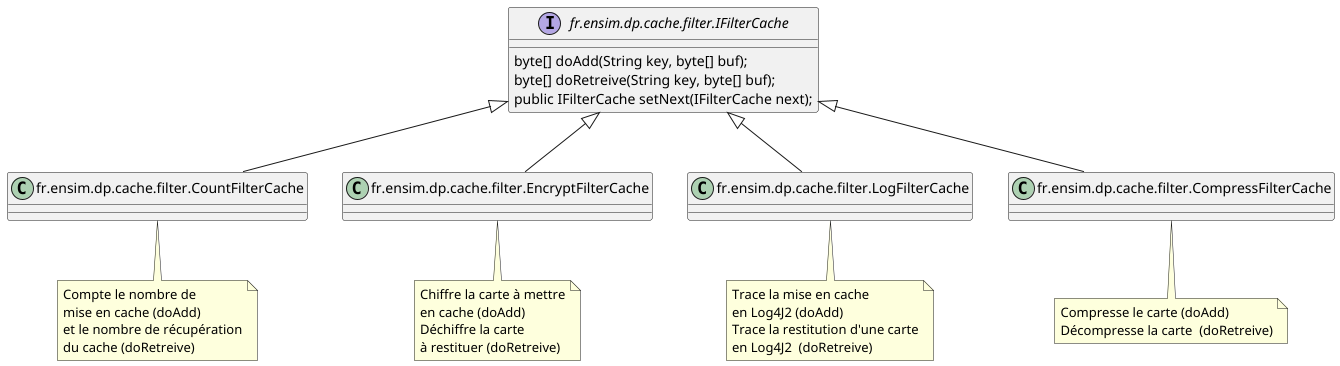 I fr.ensim.dp.cache.filter.IFilterCache
byte[] doAdd(String key, byte[] buf);
byte[] doRetreive(String key, byte[] buf);
public IFilterCache setNext(IFilterCache next);
C fr.ensim.dp.cache.filter.CountFilterCache
C fr.ensim.dp.cache.filter.EncryptFilterCache
C fr.ensim.dp.cache.filter.LogFilterCache
C fr.ensim.dp.cache.filter.CompressFilterCache
Compte le nombre de
mise en cache (doAdd)
et le nombre de récupération
du cache (doRetreive)
Chiffre la carte à mettre
en cache (doAdd)
Déchiffre la carte
à restituer (doRetreive)
Trace la mise en cache
en Log4J2 (doAdd)
Trace la restitution d'une carte
en Log4J2  (doRetreive)
Compresse le carte (doAdd)
Décompresse la carte  (doRetreive)